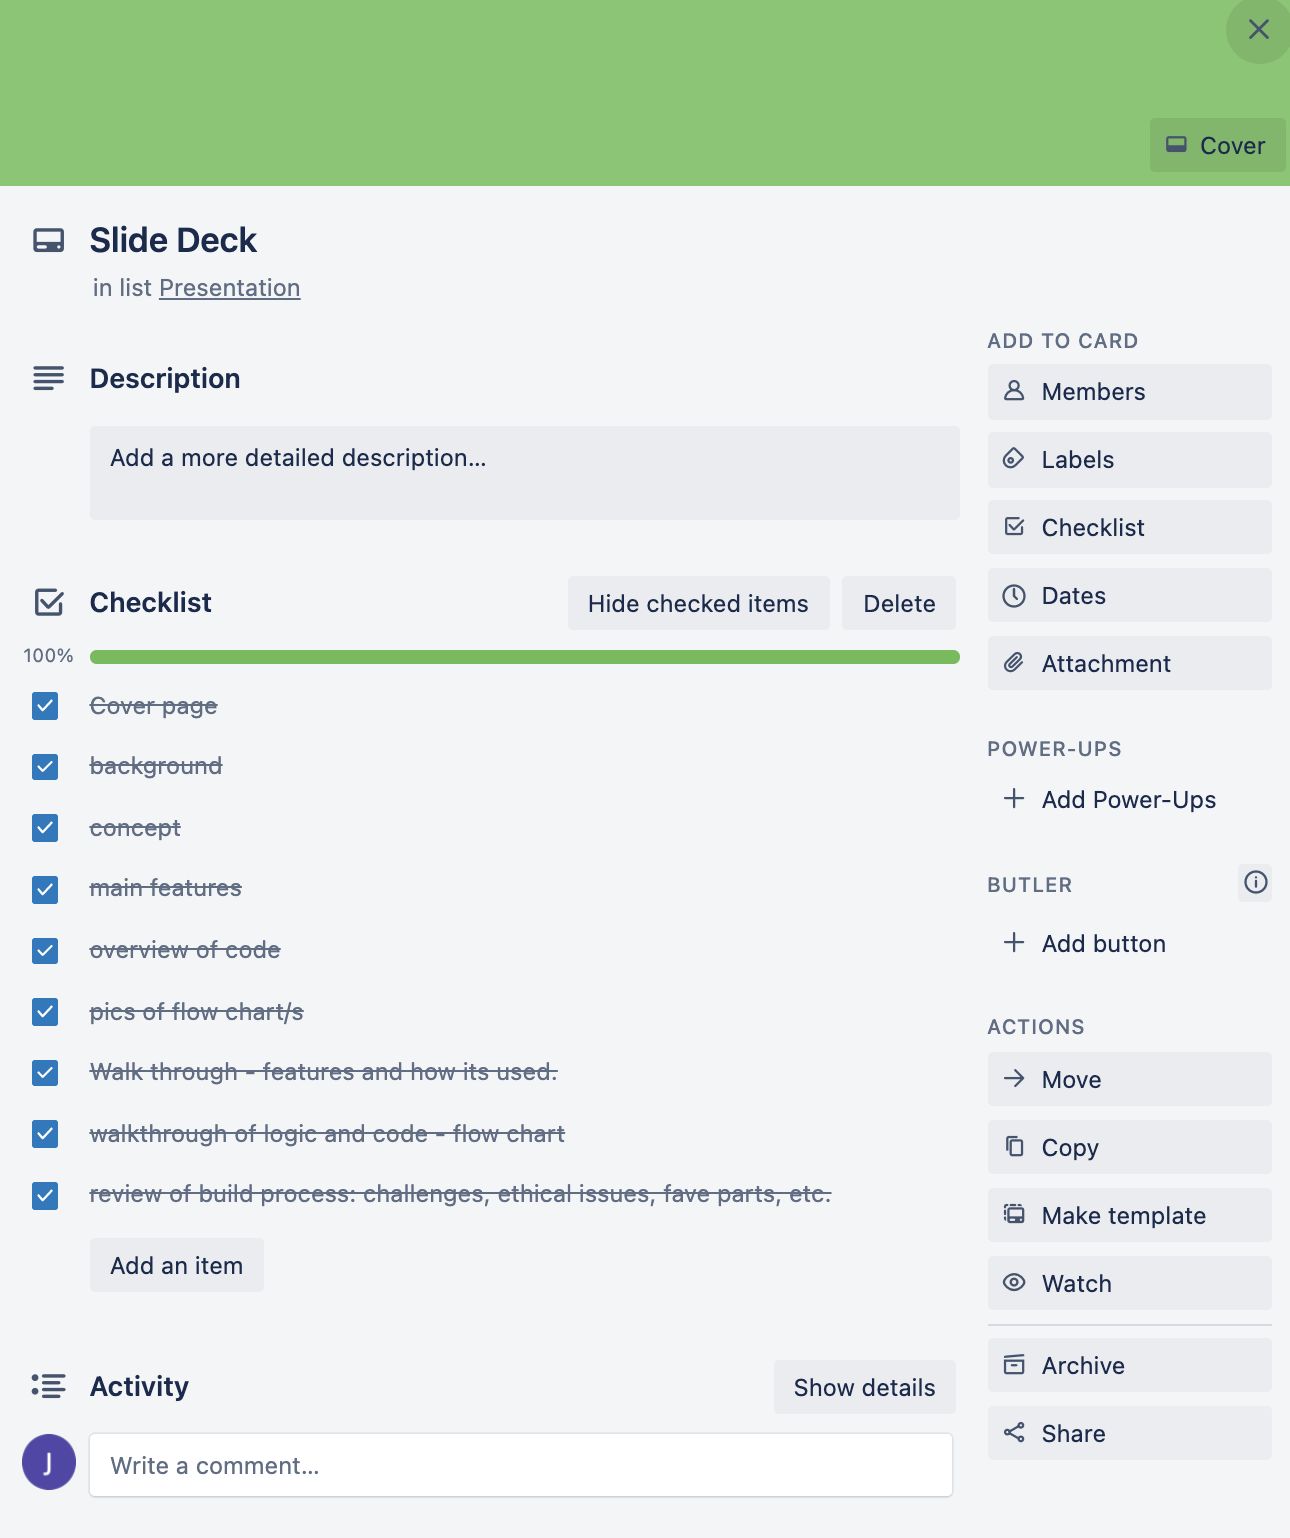 Cover
Slide Deck
in list Presentation
Description
Add a more detailed description...
Checklist
Hide checked items
Delete
100%
Cover page
background
concept
main features
overview of code
pics of flow chart/s
Walk through - features and how its used.
walkthrough of logic and code - flow chart
review of build process: challenges, ethical issues, fave parts, etc.
Add an item
Activity
Show details
J
Write a comment...
ADD TO CARD
Members
Labels
Checklist
Dates
Attachment
POWER-UPS
Add Power-Ups
BUTLER
Add button
ACTIONS
Move
Copy
Make template
Watch
Archive
Share